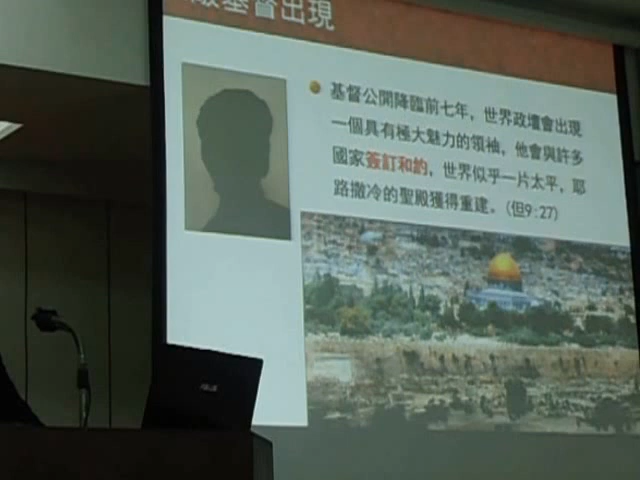 敵基督出現
基督公開降臨前七年，世界政壇會出現
一個具有極大魅力的領袖，他會與許多
國家簽訂和約，世界似乎一片太平，耶
路撒冷的聖殿獲得重建。(但9:27)
ASUS